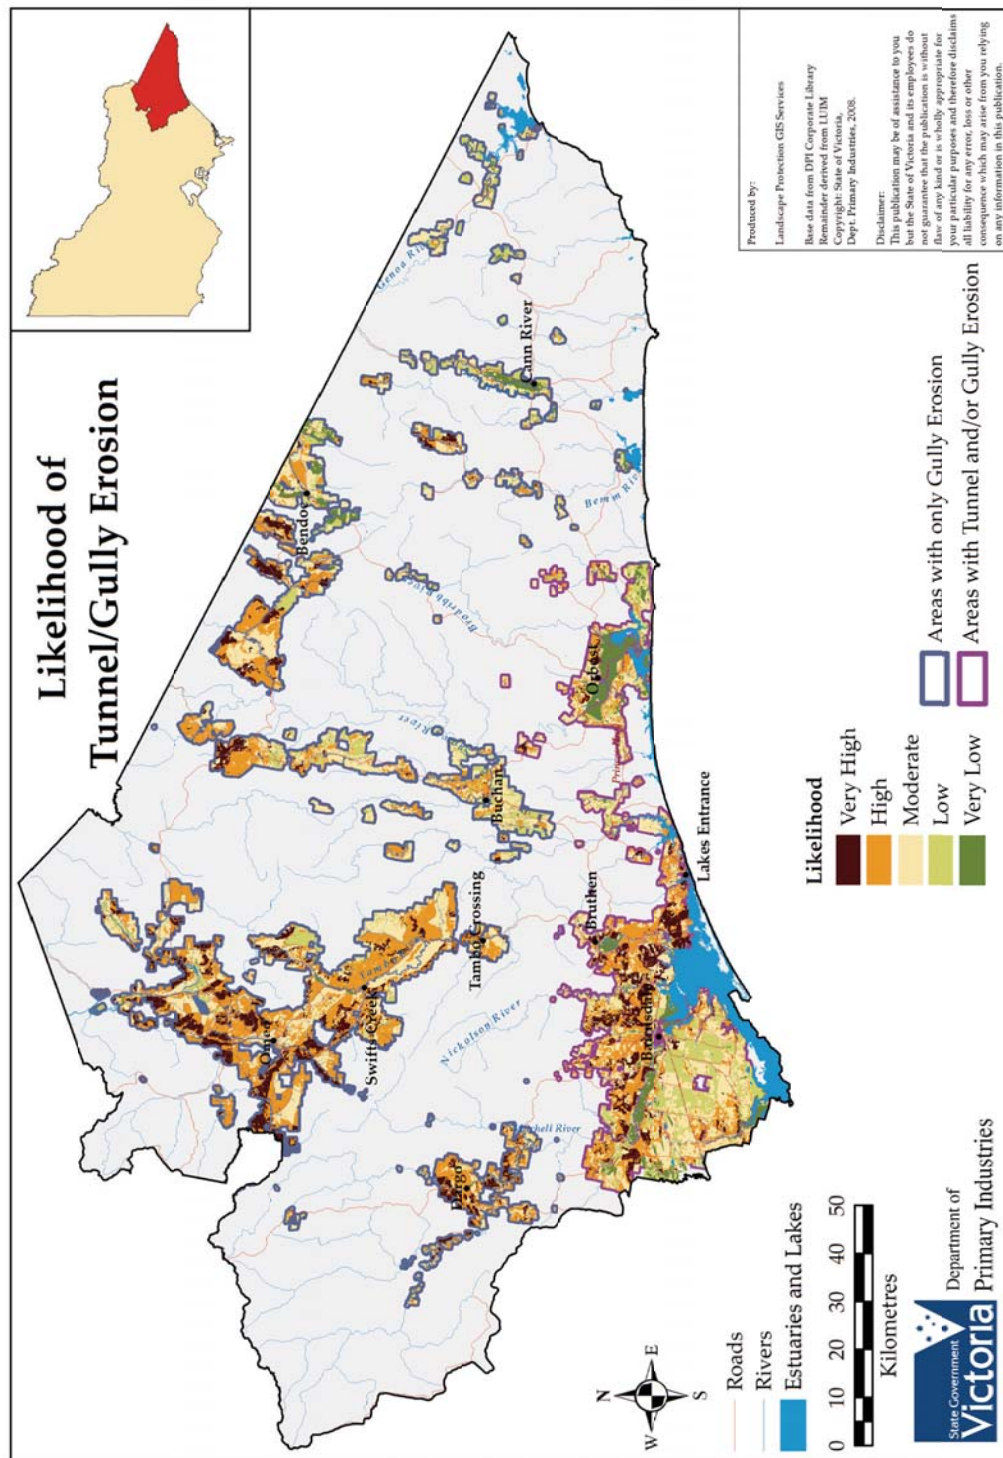 Likelihood of
Tunnel/Gully Erosion
Genoa River
Cann River
Bemm River
Bendoc
Brodribb River
Orbost
Buchan
Lakes Entrance
Tambo Crossing
Bruthen
Omeo
Swifts Creek
Tambo
Nicholson River
Bairnsdale
Mitchell River
Dargo
N
W
E
S
Roads
Rivers
Estuaries and Lakes
0 10 20 30 40 50
Kilometres
State Government
Victoria
Department of
Primary Industries
Likelihood
Very High
High
Moderate
Low
Very Low
Areas with only Gully Erosion
Areas with Tunnel and/or Gully Erosion
Produced by:
Landscape Protection GIS Services
Base data from DPI Corporate Library
Remainder derived from LUIM
Copyright: State of Victoria,
Dept. Primary Industries, 2008.
Disclaimer:
This publication may be of assistance to you
but the State of Victoria and its employees do
not guarantee that the publication is without
flaw of any kind or is wholly appropriate for
your particular purposes and therefore disclaims
all liability for any error, loss or other
consequence which may arise from you relying
on any information in this publication.